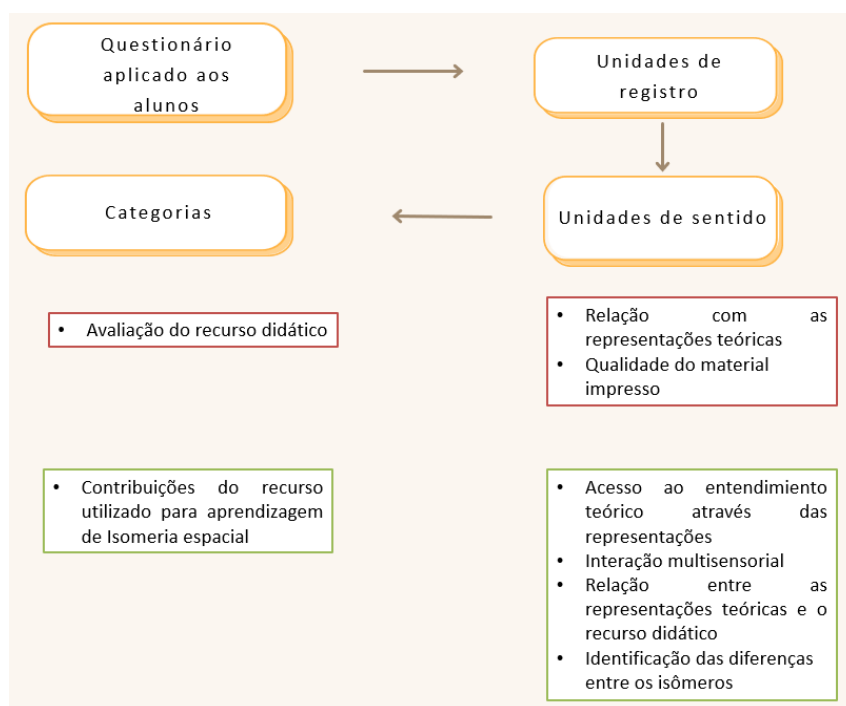 Questionário
aplicado aos
alunos
Unidades de
registro
Categorias
Unidades de sentido
• Avaliação do recurso didático
• Relação com as
representações teóricas
• Qualidade do material
impresso
• Contribuições do recurso
utilizado para aprendizagem
de Isomeria espacial
• Acesso ao entendimiento
teórico através das
representações
• Interação multisensorial
• Relação entre as
representações teóricas e o
recurso didático
• Identificação das diferenças
entre os isômeros